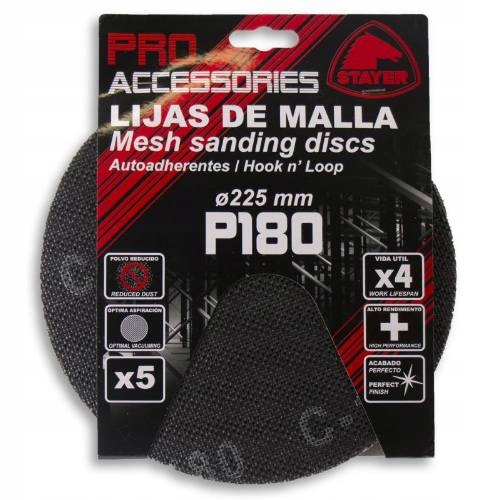 PRO
ACCESSORIES
STAYER
LIJAS DE MALLA
Mesh sanding discs
Autoadherentes / Hook n' Loop
ø225 mm
P180
POLVO REDUCIDO
REDUCED DUST
OPTIMA ASPIRACIÓN
OPTIMAL VACUUMING
x5
VIDA UTIL
x4
WORK LIFESPAN
ALTO RENDIMIENTO
+
HIGH PERFORMANCE
ACABADO
PERFECTO
PERFECT
FINISH
C-
C-
80